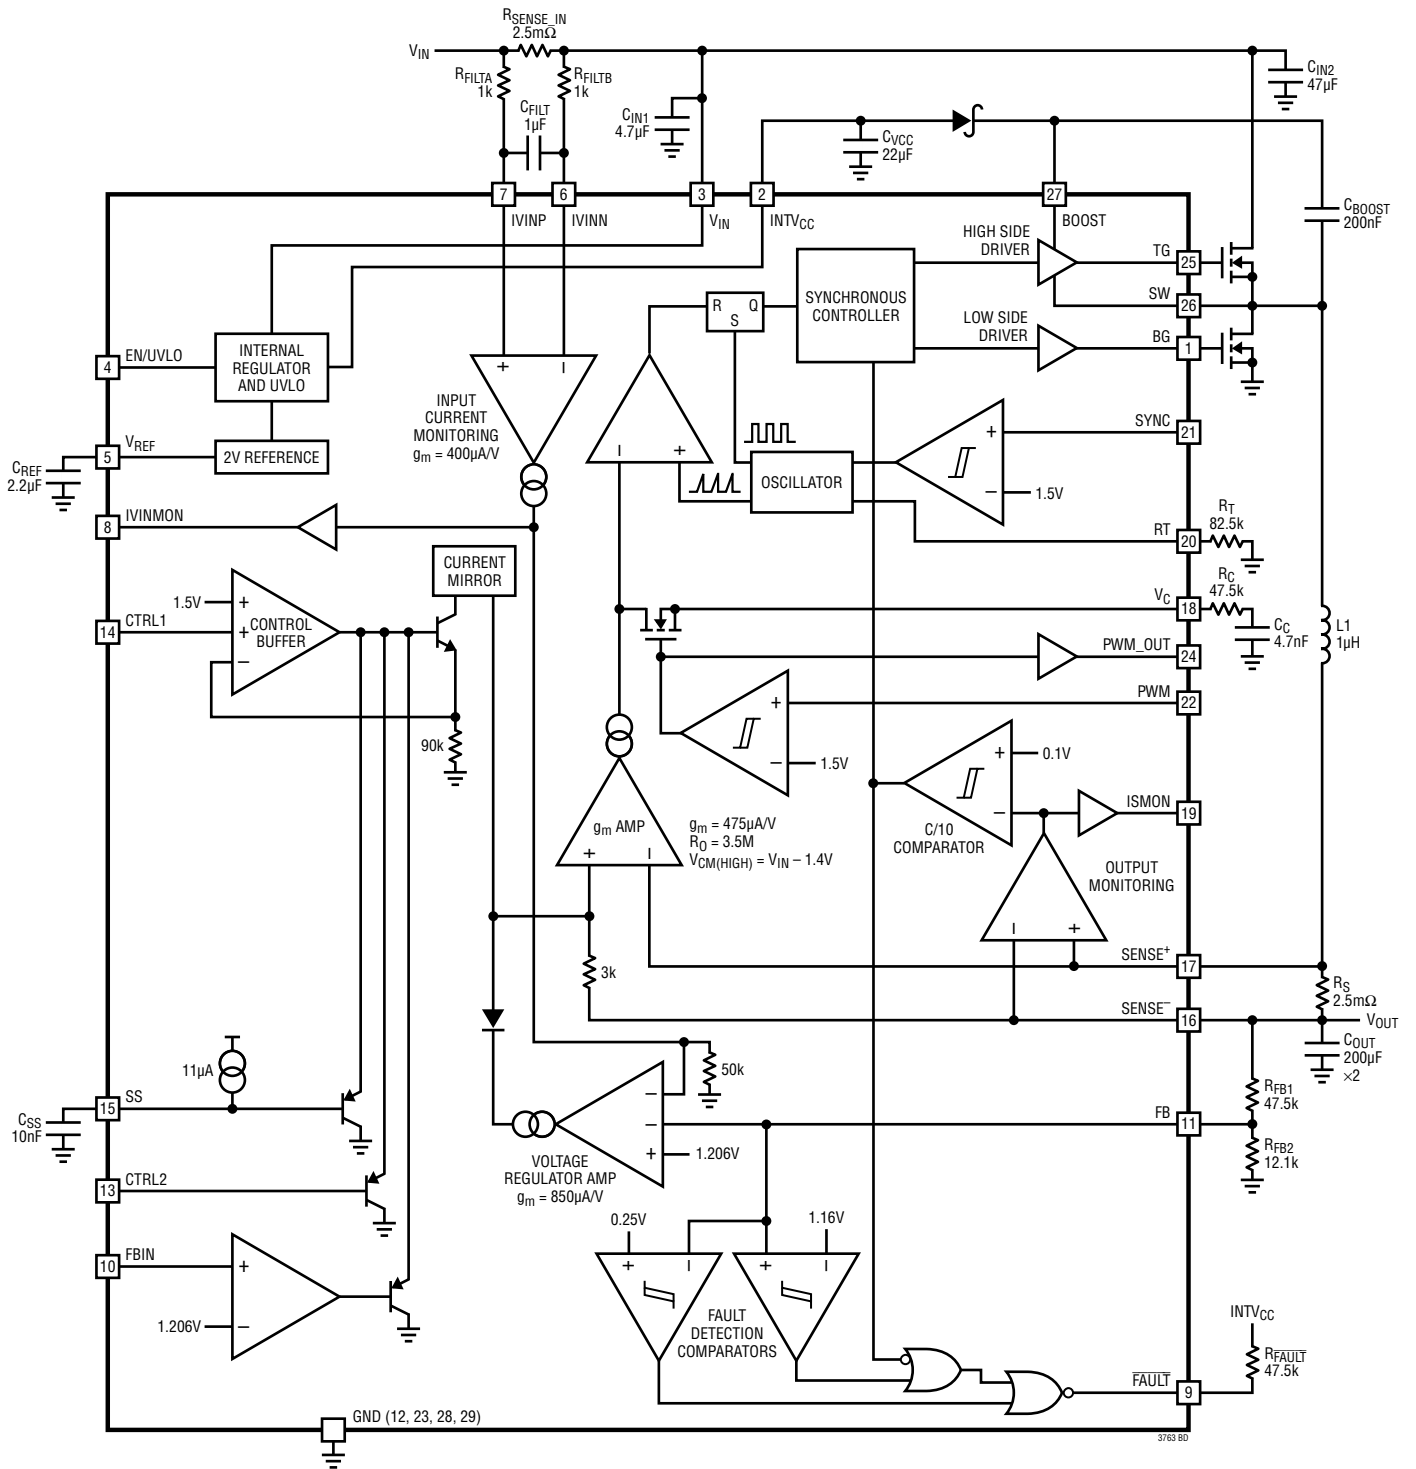 RSENSE_IN
2.5mΩ
VIN
RFILTA
1k
RFILTB
1k
CFILT
1µF
CIN1
4.7µF
CVCC
22µF
CIN2
47µF
7
6
3
2
27
IVINP
IVINN
VIN
INTVCC
BOOST
CBOOST
200nF
HIGH SIDE
DRIVER
TG
25
SYNCHRONOUS
CONTROLLER
R
Q
S
SW
26
LOW SIDE
DRIVER
BG
1
4
EN/UVLO
INTERNAL
REGULATOR
AND UVLO
+
–
INPUT
CURRENT
MONITORING
gm = 400µA/V
–
+
SYNC
21
+
–
1.5V
5
VREF
2V REFERENCE
CREF
2.2µF
OSCILLATOR
8
IVINMON
RT
20
RT
82.5k
CURRENT
MIRROR
1.5V
+
14
CTRL1
+
CONTROL
BUFFER
–
VC
18
RC
47.5k
CC
4.7nF
L1
1µH
PWM_OUT
24
PWM
22
+
–
1.5V
90k
+
0.1V
–
C/10
COMPARATOR
ISMON
19
gm AMP
+
–
gm = 475µA/V
RO = 3.5M
VCM(HIGH) = VIN – 1.4V
OUTPUT
MONITORING
–
+
SENSE+
17
3k
RS
2.5mΩ
SENSE–
16
VOUT
COUT
200µF
×2
11µA
50k
15
SS
CSS
10nF
–
–
+
1.206V
VOLTAGE
REGULATOR AMP
gm = 850µA/V
FB
11
RFB1
47.5k
RFB2
12.1k
13
CTRL2
0.25V
1.16V
+
–
+
–
10
FBIN
+
1.206V
–
FAULT
DETECTION
COMPARATORS
INTVCC
RFAULT
47.5k
FAULT
9
GND (12, 23, 28, 29)
3763 BD